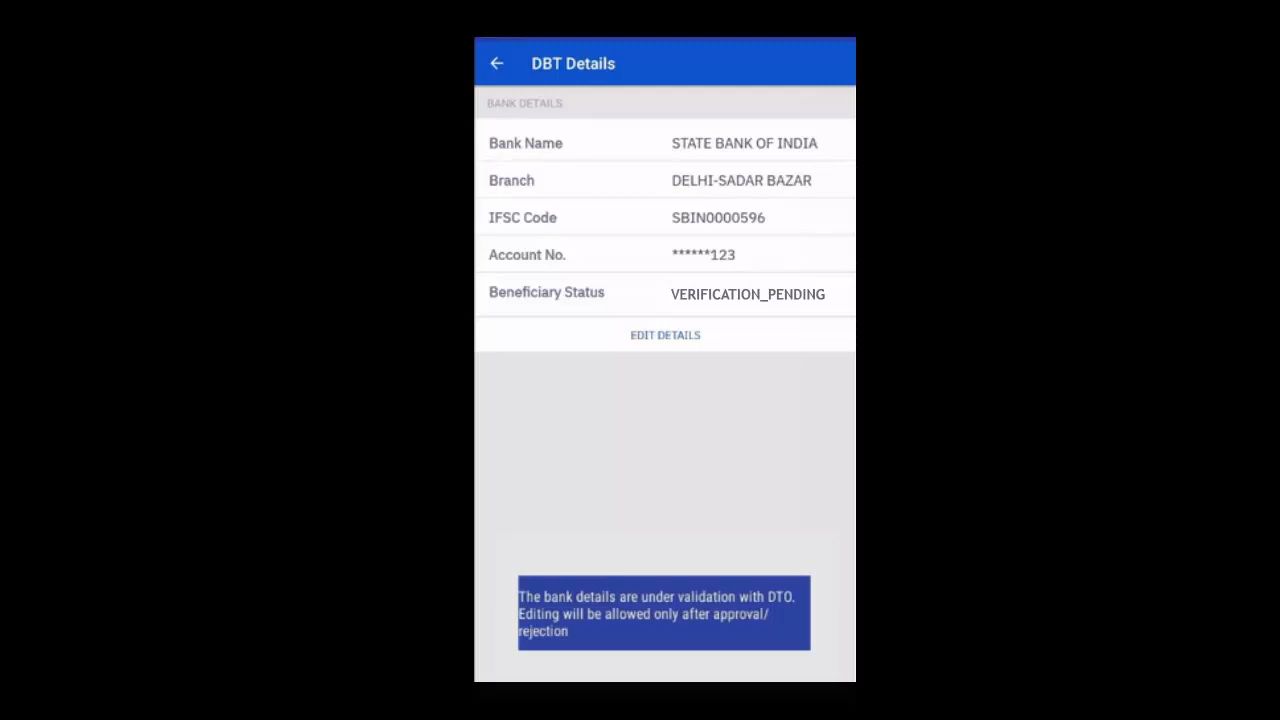 DBT Details
BANK DETAILS
Bank Name STATE BANK OF INDIA
Branch DELHI-SADAR BAZAR
IFSC Code SBIN0000596
Account No. ******123
Beneficiary Status VERIFICATION_PENDING
EDIT DETAILS
The bank details are under validation with DTO.
Editing will be allowed only after approval/
rejection